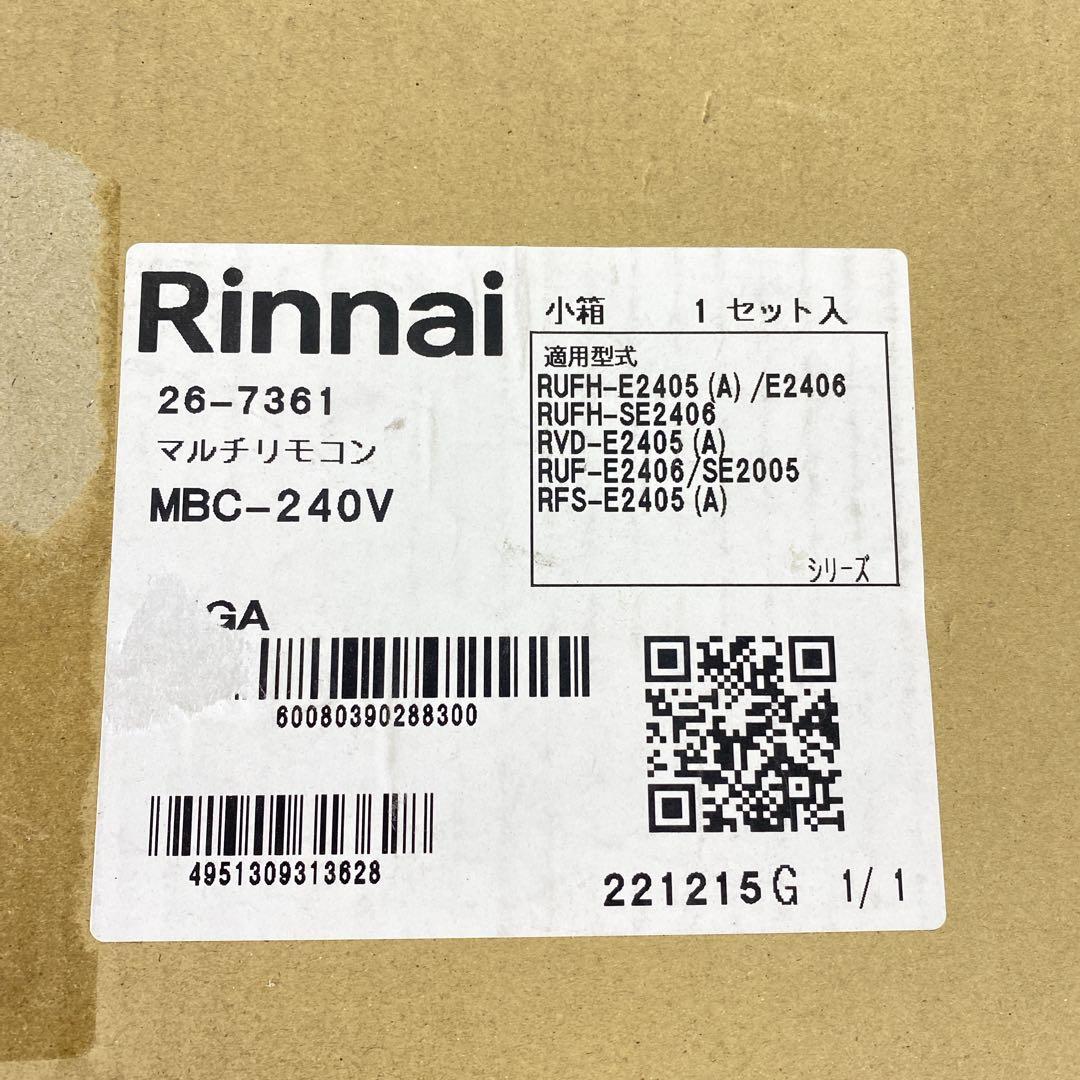 Rinnai
小箱 1 セット入
26-7361
マルチリモコン
MBC-240V
適用型式
RUFH-E2405(A)/E2406
RUFH-SE2406
RVD-E2405(A)
RUF-E2406/SE2005
RFS-E2405(A)
シリーズ
GA
60080390288300
4951309313628
221215G 1/1